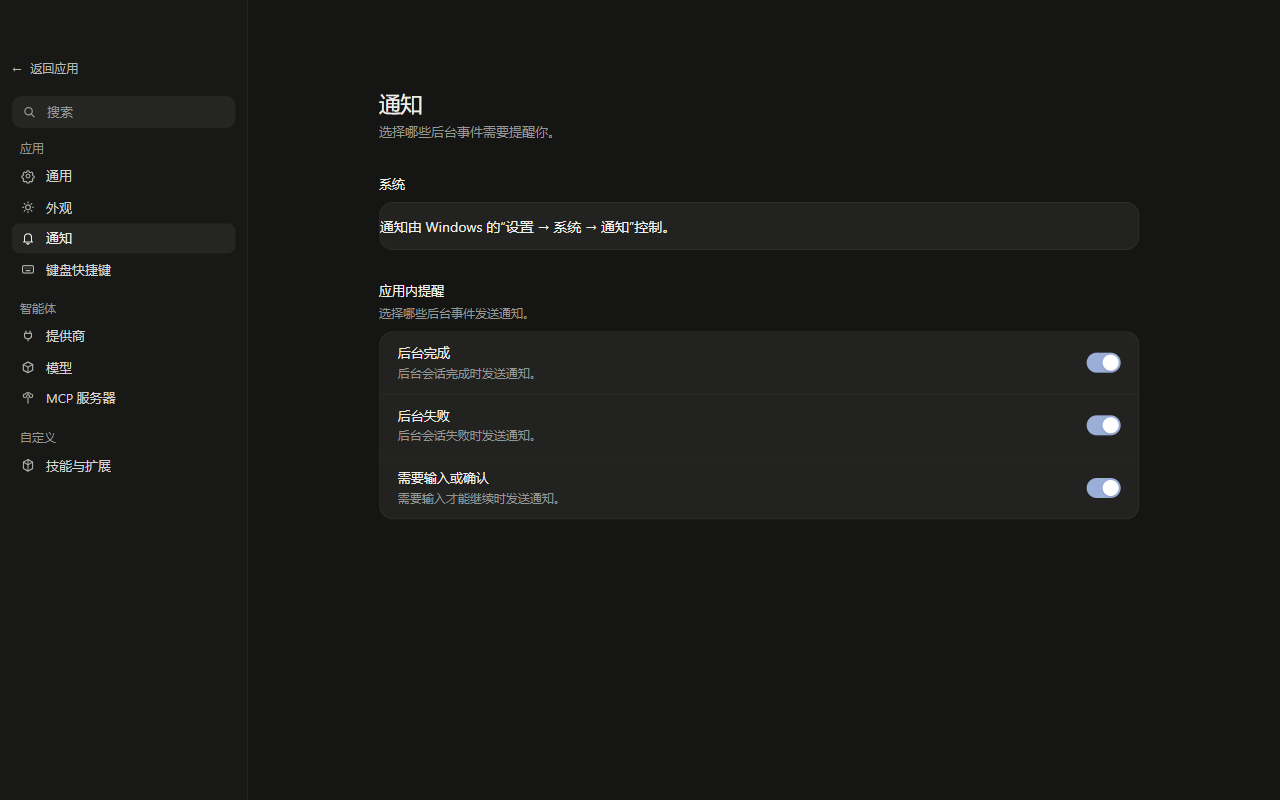 ← 返回应用
搜索
应用
通用
外观
通知
键盘快捷键
智能体
提供商
模型
MCP 服务器
自定义
技能与扩展
通知
选择哪些后台事件需要提醒你。
系统
通知由 Windows 的“设置 → 系统 → 通知”控制。
应用内提醒
选择哪些后台事件发送通知。
后台完成
后台会话完成时发送通知。
后台失败
后台会话失败时发送通知。
需要输入或确认
需要输入才能继续时发送通知。